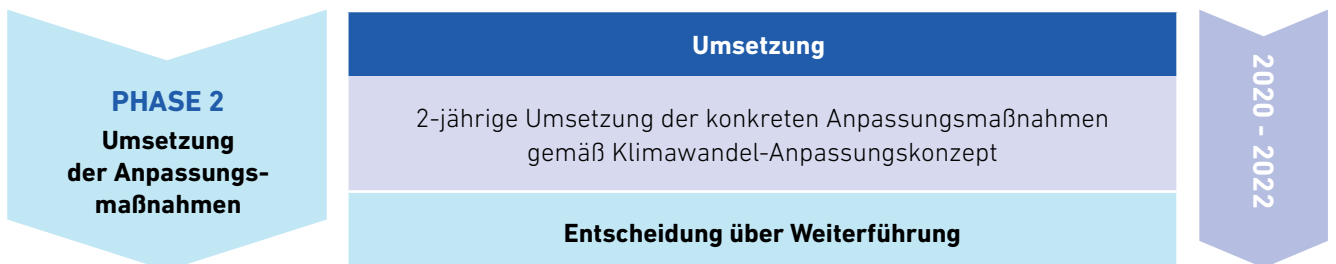 PHASE 2
Umsetzung
der Anpassungs-
maßnahmen
Umsetzung
2-jährige Umsetzung der konkreten Anpassungsmaßnahmen
gemäß Klimawandel-Anpassungskonzept
Entscheidung über Weiterführung
2020 - 2022